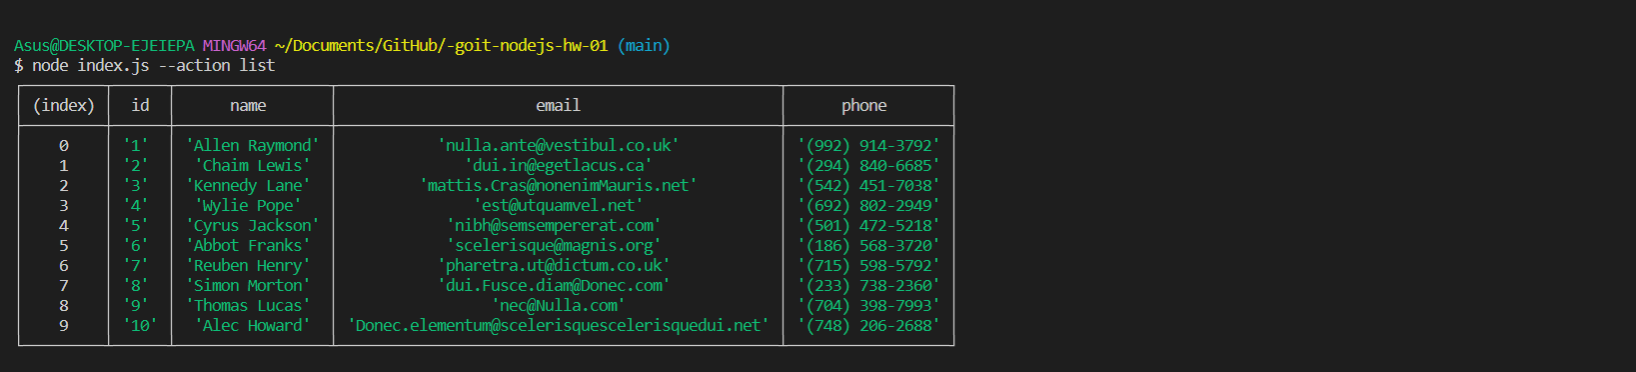 Asus@DESKTOP-EJEIEPA MINGW64 ~/Documents/GitHub/-goit-nodejs-hw-01 (main)
$ node index.js --action list
(index) id name email phone
0 '1' 'Allen Raymond' 'nulla.ante@vestibul.co.uk' '(992) 914-3792'
1 '2' 'Chaim Lewis' 'dui.in@egetlacus.ca' '(294) 840-6685'
2 '3' 'Kennedy Lane' 'mattis.Cras@nonenimMauris.net' '(542) 451-7038'
3 '4' 'Wylie Pope' 'est@utquamvel.net' '(692) 802-2949'
4 '5' 'Cyrus Jackson' 'nibh@semsempererat.com' '(501) 472-5218'
5 '6' 'Abbot Franks' 'scelerisque@magnis.org' '(186) 568-3720'
6 '7' 'Reuben Henry' 'pharetra.ut@dictum.co.uk' '(715) 598-5792'
7 '8' 'Simon Morton' 'dui.Fusce.diam@Donec.com' '(233) 738-2360'
8 '9' 'Thomas Lucas' 'nec@Nulla.com' '(704) 398-7993'
9 '10' 'Alec Howard' 'Donec.elementum@scelerisquescelerisquedui.net' '(748) 206-2688'